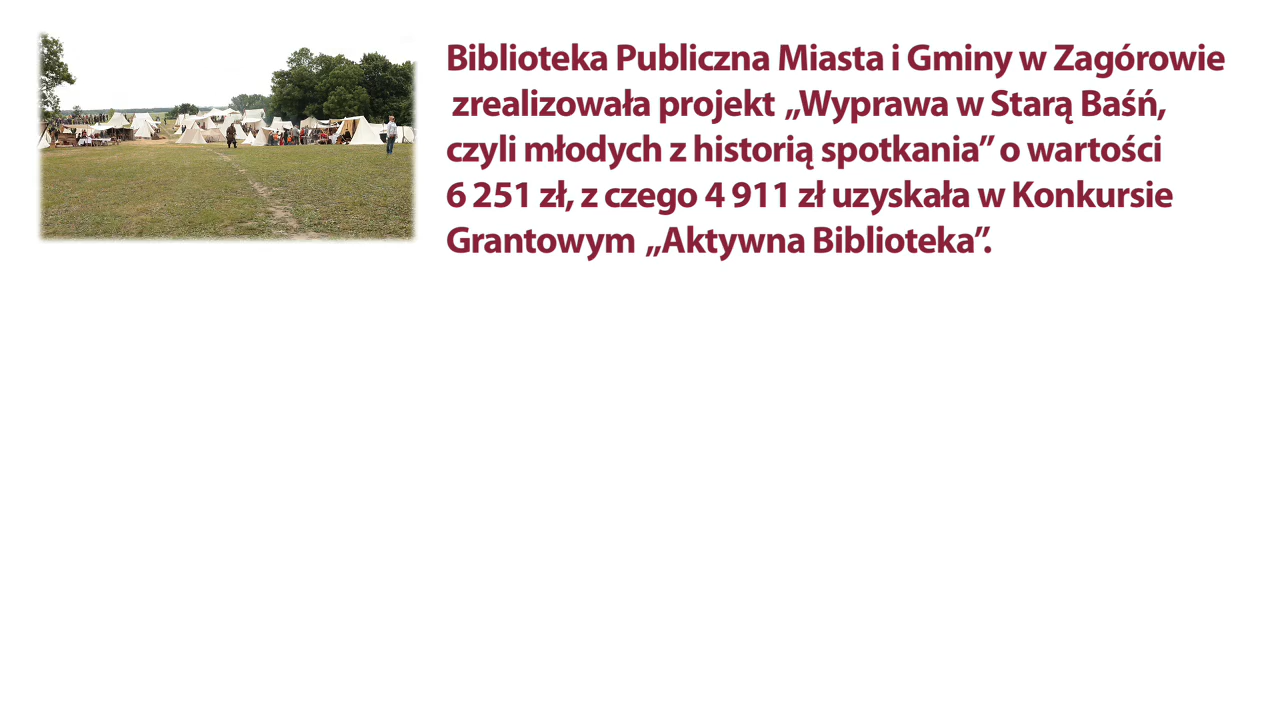 Biblioteka Publiczna Miasta i Gminy w Zagórowie
zrealizowała projekt „Wyprawa w Starą Baśń,
czyli młodych z historią spotkania” o wartości
6 251 zł, z czego 4 911 zł uzyskała w Konkursie
Grantowym „Aktywna Biblioteka”.